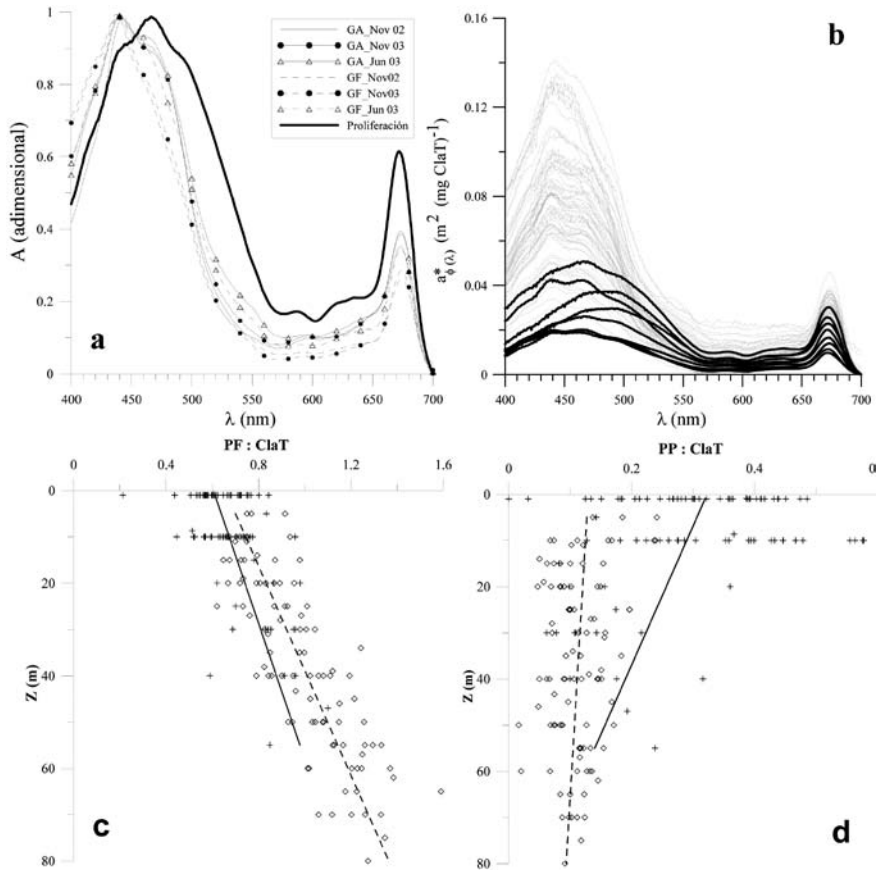 1
0.8
0.6
0.4
0.2
0
A (adimensional)
GA_Nov 02
GA_Nov 03
GA_Jun 03
GF_Nov02
GF_Nov03
GF_Jun 03
Proliferación
a
400 450 500 550 600 650 700
λ (nm)
b
0.16
0.12
0.08
0.04
0
a*ϕ(λ) (m² (mg ClaT)⁻¹)
400 450 500 550 600 650 700
λ (nm)
PF : ClaT
0 0.4 0.8 1.2 1.6
0
20
40
60
80
Z (m)
c
PP : ClaT
0 0.2 0.4
0
20
40
60
80
Z (m)
d